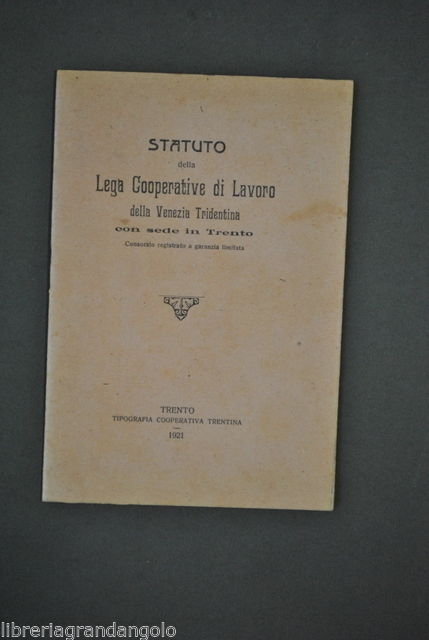 STATUTO
della
Lega Cooperative di Lavoro
della Venezia Tridentina
con sede in Trento
Consorzio registrato a garanzia limitata
TRENTO
TIPOGRAFIA COOPERATIVA TRENTINA
1921
libreriagrandangolo